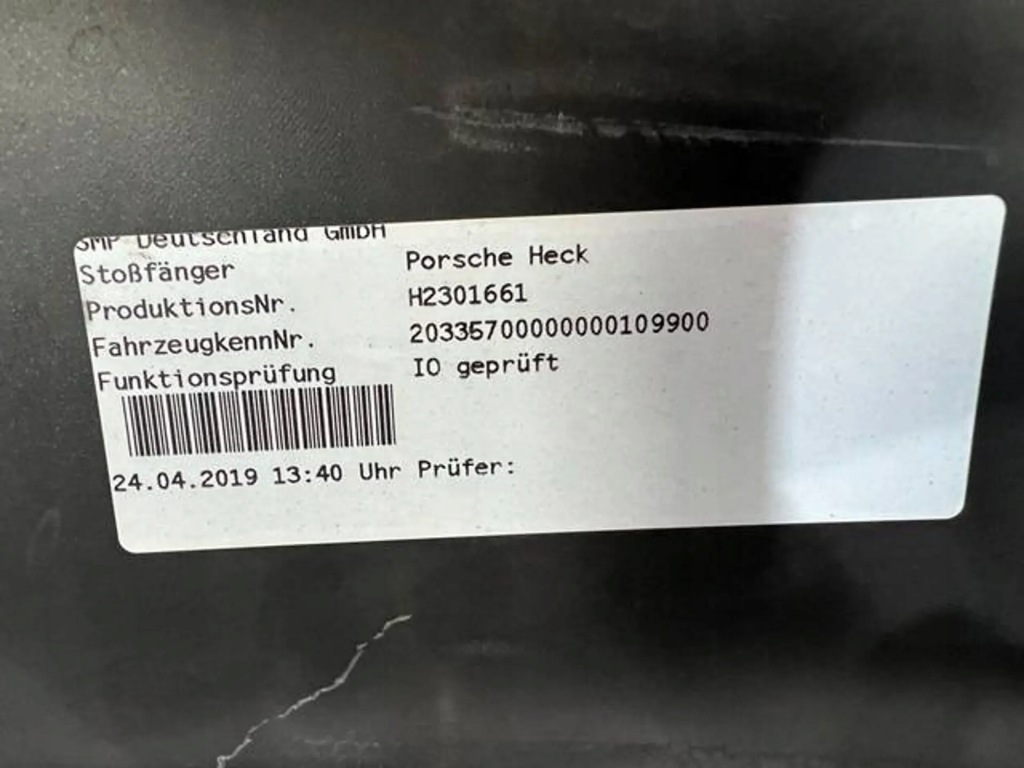 SMP Deutschland GmbH
Stoßfänger Porsche Heck
ProduktionsNr. H2301661
FahrzeugkennNr. 20335700000000109900
Funktionsprüfung IO geprüft
24.04.2019 13:40 Uhr Prüfer: